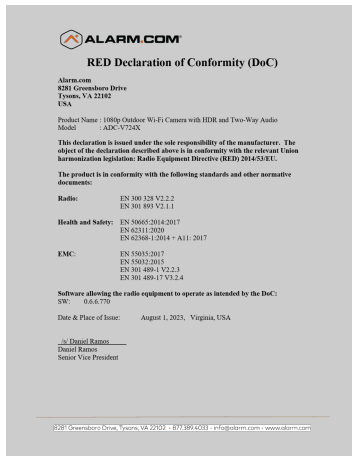 ALARM.COM®
RED Declaration of Conformity (DoC)
Alarm.com
8281 Greensboro Drive
Tysons, VA 22102
USA
Product Name : 1080p Outdoor Wi-Fi Camera with HDR and Two-Way Audio
Model : ADC-V724X
This declaration is issued under the sole responsibility of the manufacturer. The
object of the declaration described above is in conformity with the relevant Union
harmonization legislation: Radio Equipment Directive (RED) 2014/53/EU.
The product is in conformity with the following standards and other normative
documents:
Radio: EN 300 328 V2.2.2
EN 301 893 V2.1.1
Health and Safety: EN 50665:2014:2017
EN 62311:2020
EN 62368-1:2014 + A11: 2017
EMC: EN 55035:2017
EN 55032:2015
EN 301 489-1 V2.2.3
EN 301 489-17 V3.2.4
Software allowing the radio equipment to operate as intended by the DoC:
SW: 0.6.6.770
Date & Place of Issue: August 1, 2023, Virginia, USA
/s/ Daniel Ramos
Daniel Ramos
Senior Vice President
8281 Greensboro Drive, Tysons, VA 22102 - 877.389.4033 - info@alarm.com - www.alarm.com